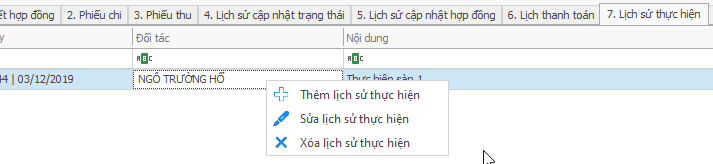 ết hợp đồng 2. Phiếu chi 3. Phiếu thu 4. Lịch sử cập nhật trạng thái 5. Lịch sử cập nhật hợp đồng 6. Lịch thanh toán 7. Lịch sử thực hiện
y Đối tác Nội dung
ABC ABC
44 | 03/12/2019 NGÔ TRƯỜNG HỔ Thực hiện sàn 1
Thêm lịch sử thực hiện
Sửa lịch sử thực hiện
Xóa lịch sử thực hiện